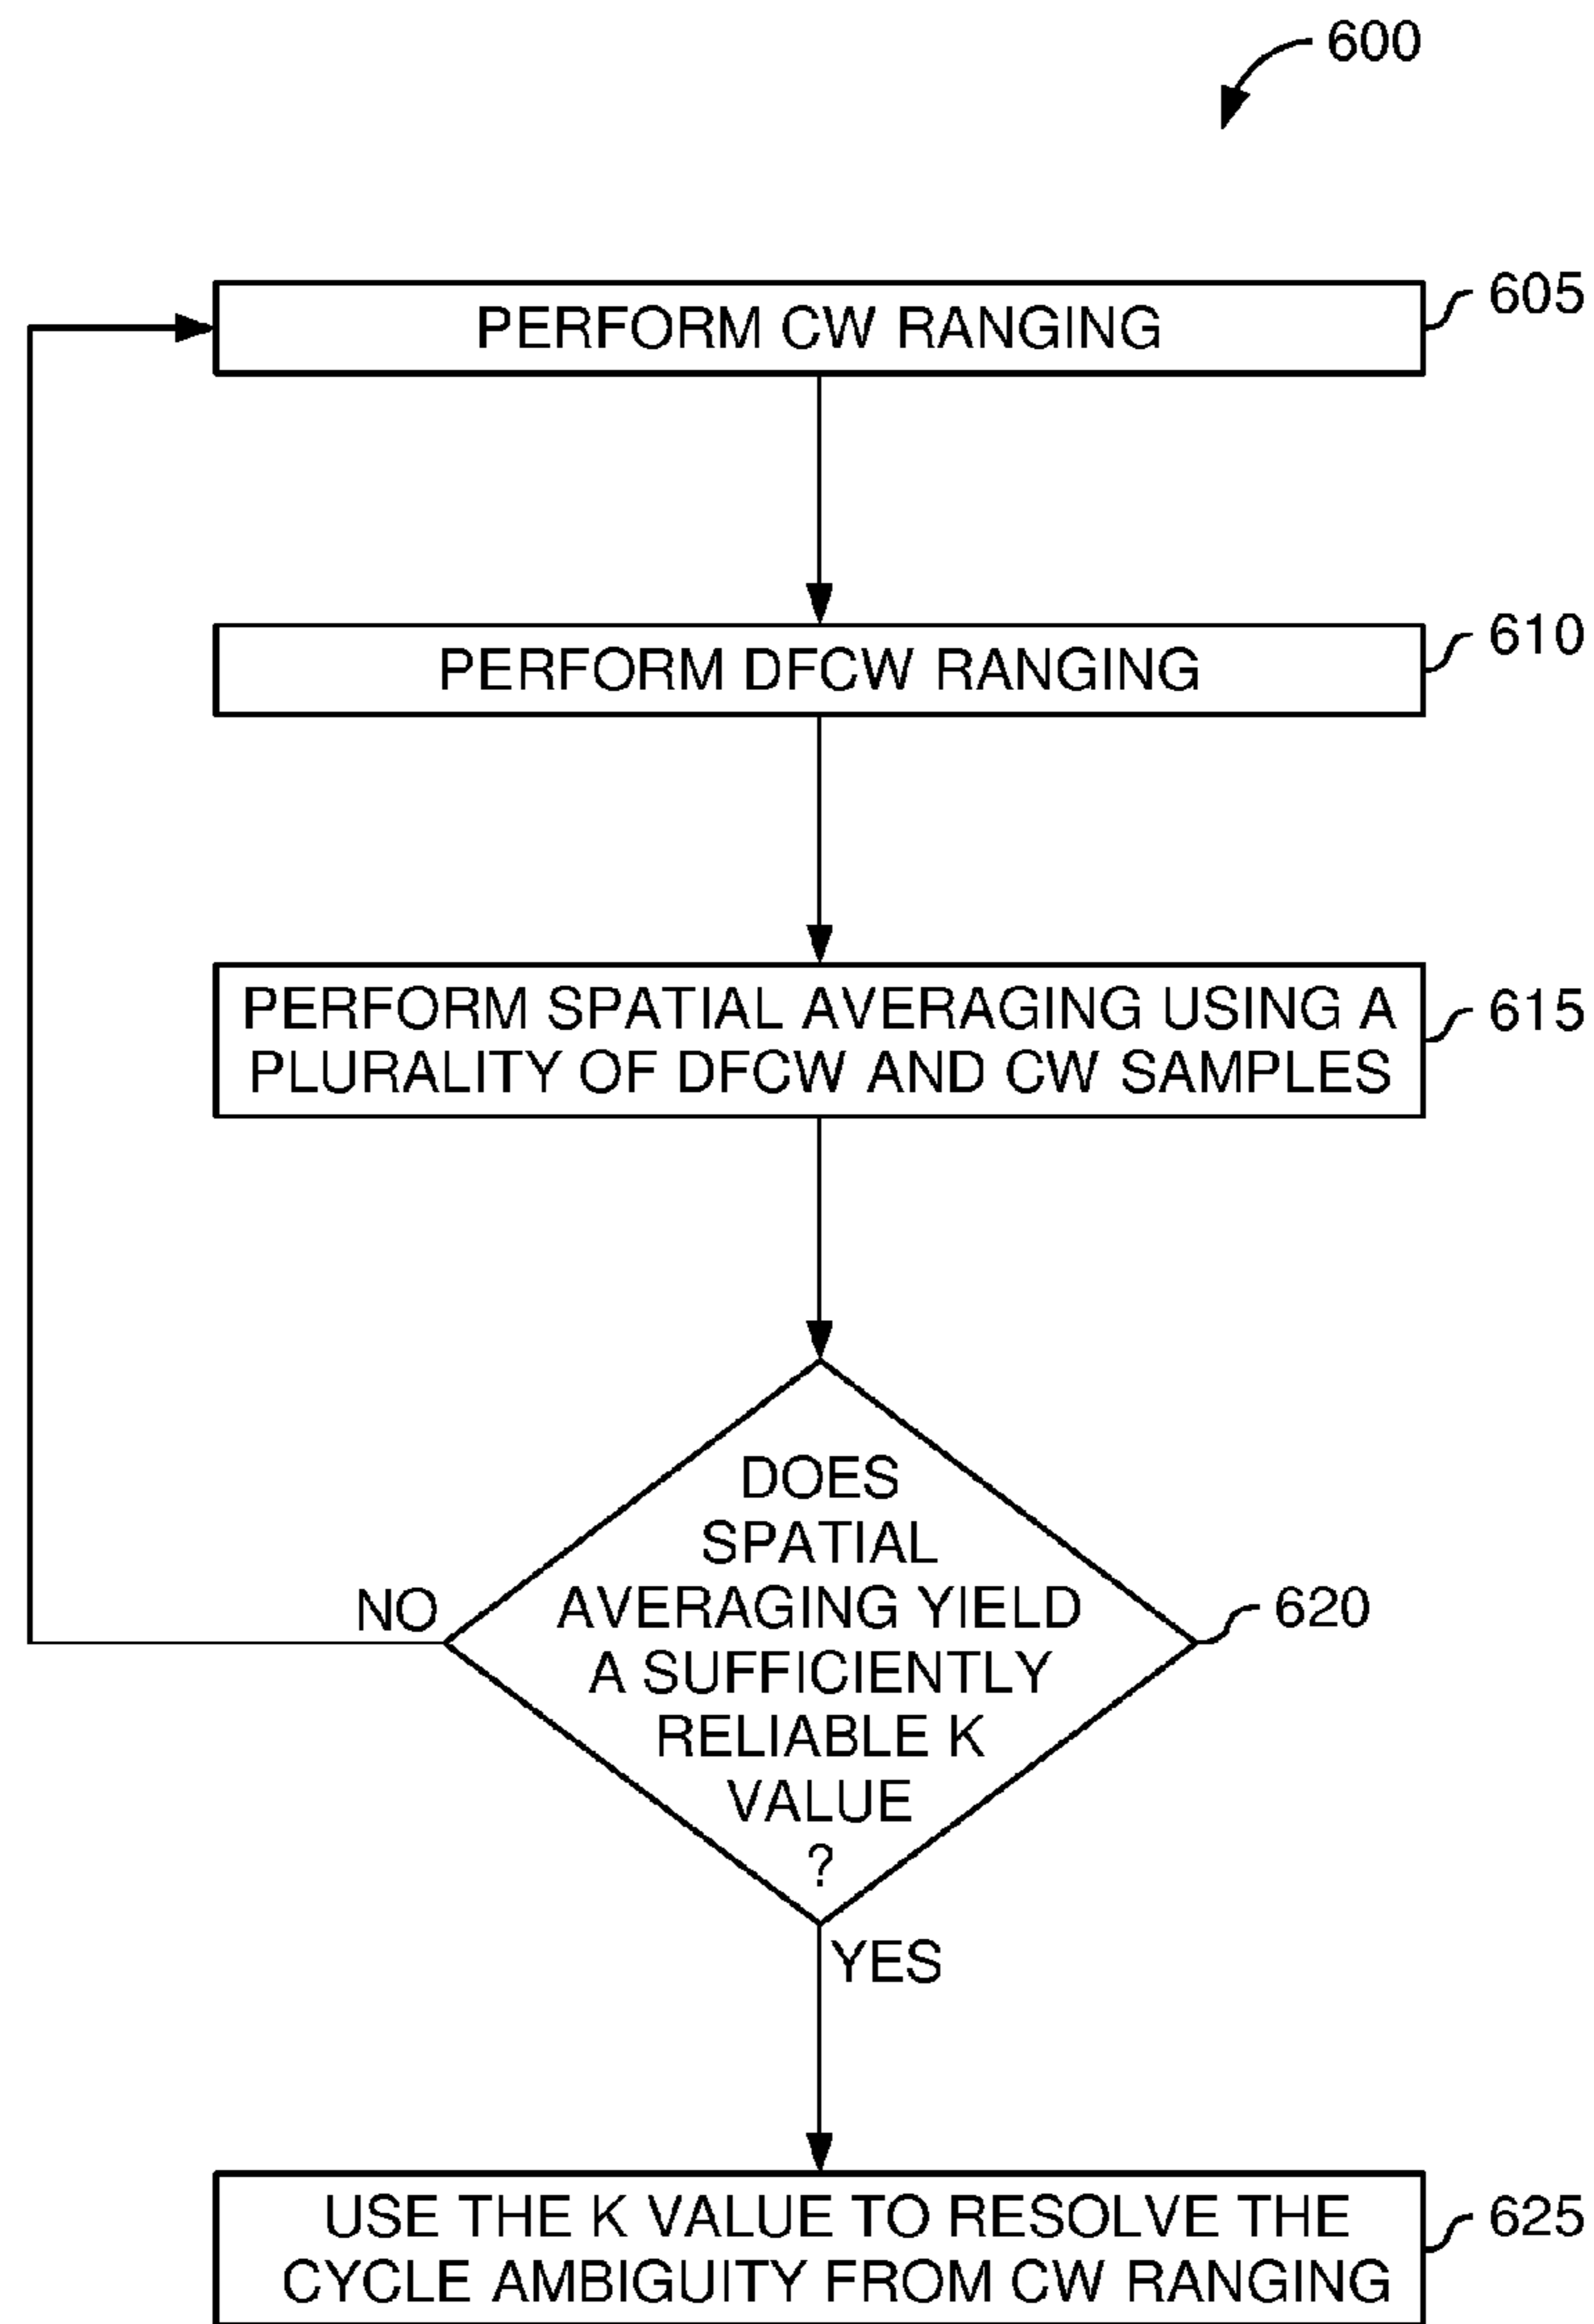 600
PERFORM CW RANGING
605
PERFORM DFCW RANGING
610
PERFORM SPATIAL AVERAGING USING A
PLURALITY OF DFCW AND CW SAMPLES
615
DOES
SPATIAL
AVERAGING YIELD
A SUFFICIENTLY
RELIABLE K
VALUE
?
NO
620
YES
USE THE K VALUE TO RESOLVE THE
CYCLE AMBIGUITY FROM CW RANGING
625